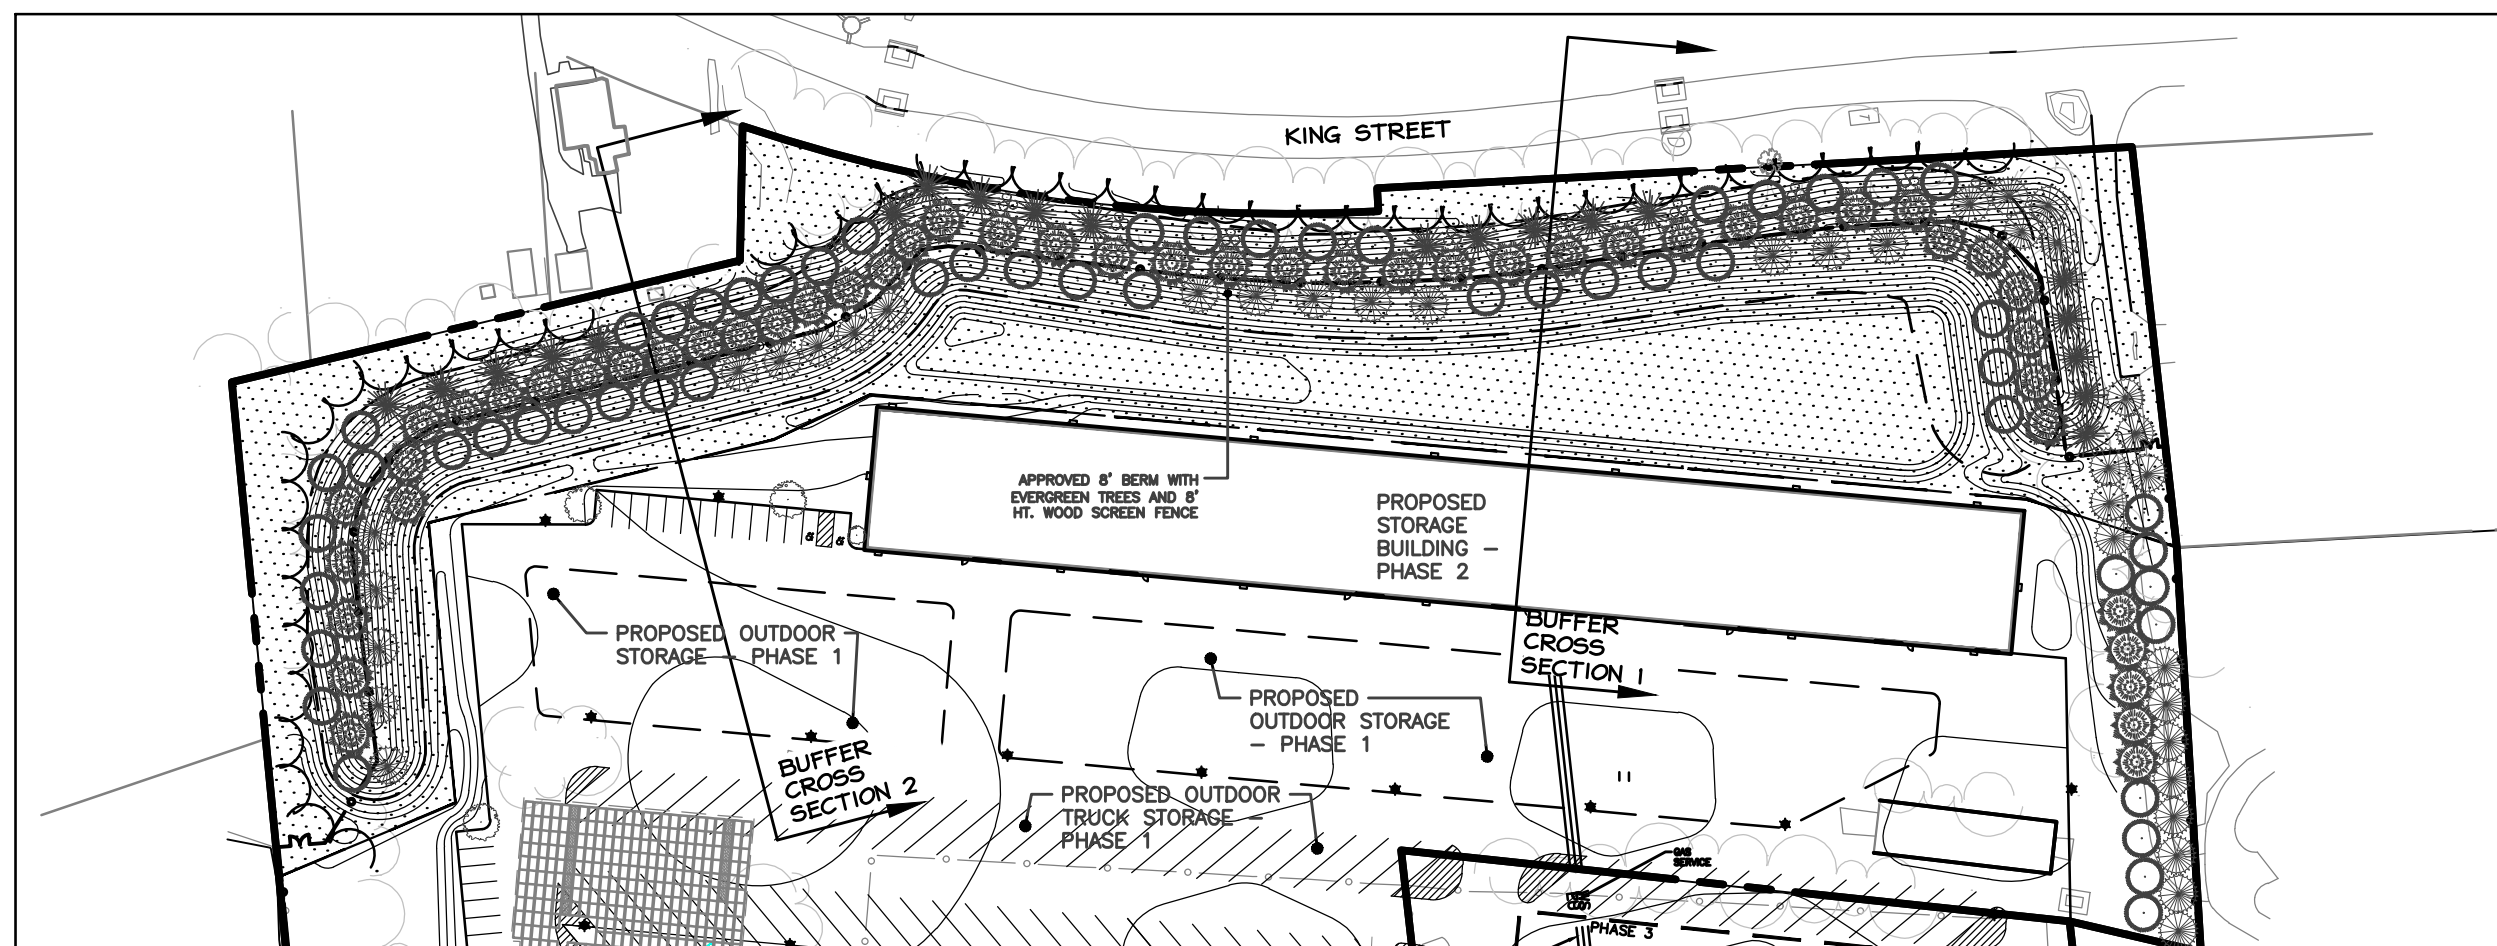 KING STREET
APPROVED 8' BERM WITH
EVERGREEN TREES AND 8'
HT. WOOD SCREEN FENCE
PROPOSED
STORAGE
BUILDING –
PHASE 2
PROPOSED OUTDOOR
STORAGE – PHASE 1
BUFFER
CROSS
SECTION 1
PROPOSED
OUTDOOR STORAGE
– PHASE 1
BUFFER
CROSS
SECTION 2
PROPOSED OUTDOOR
TRUCK STORAGE –
PHASE 1
GAS
SERVICE
PHASE 3